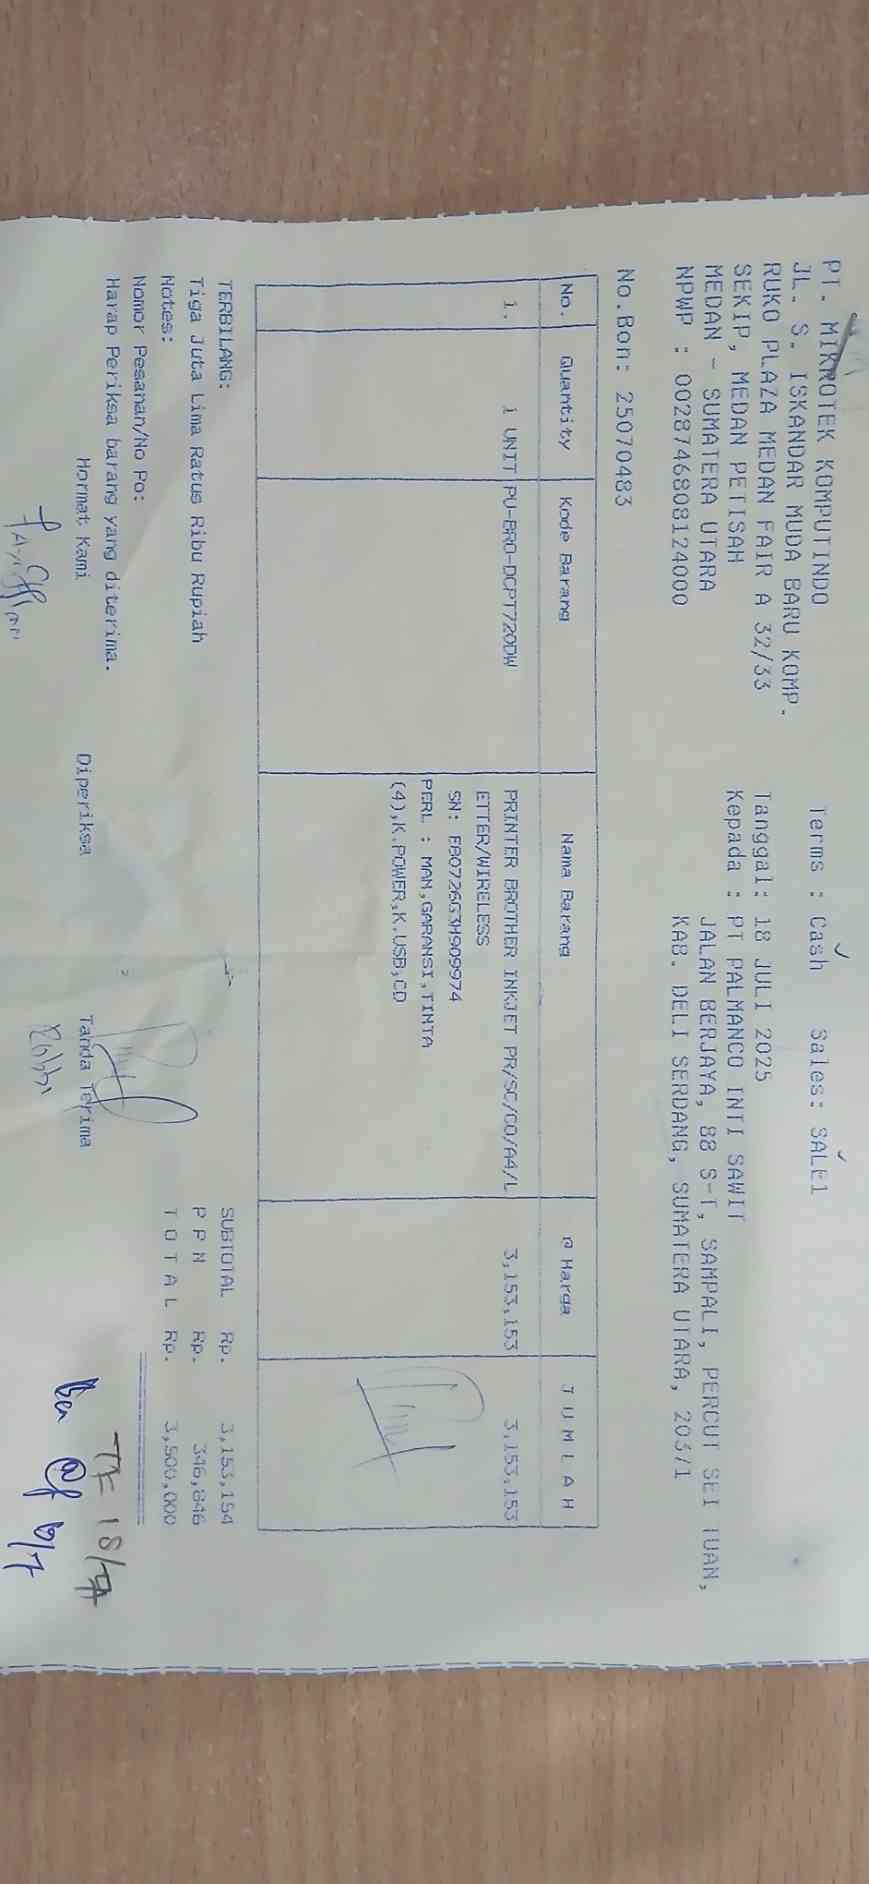 PT. MIKROTEK KOMPUTINDO
JL. S. ISKANDAR MUDA BARU KOMP.
RUKO PLAZA MEDAN FAIR A 32/33
SEKIP, MEDAN PETISAH
MEDAN - SUMATERA UTARA
NPWP : 0028746808124000
Terms : Cash Sales: SALE1
Tanggal: 18 JULI 2025
Kepada : PT PALMANCO INTI SAWIT
JALAN BERJAYA, 88 S-T, SAMPALI, PERCUT SEI TUAN,
KAB. DELI SERDANG, SUMATERA UTARA, 20371
No.Bon: 25070483
No. Quantity Kode Barang Nama Barang @ Harga J U M L A H
1. 1 UNIT PU-BRO-DCPT720DW PRINTER BROTHER INKJET PR/SC/CO/A4/L 3,153,153 3,153,153
ETTER/WIRELESS
SN: E80726G3H909974
PERL : MAN,GARANSI,TINTA
(4),K.POWER,K.USB,CD
TERBILANG: SUBTOTAL Rp. 3,153,154
Tiga Juta Lima Ratus Ribu Rupiah P P N Rp. 346,846
Notes: T O T A L Rp. 3,500,000
Nomor Pesanan/No Po:
Harap Periksa barang yang diterima.
Hormat Kami Diperiksa Tanda Terima
TF 18/7